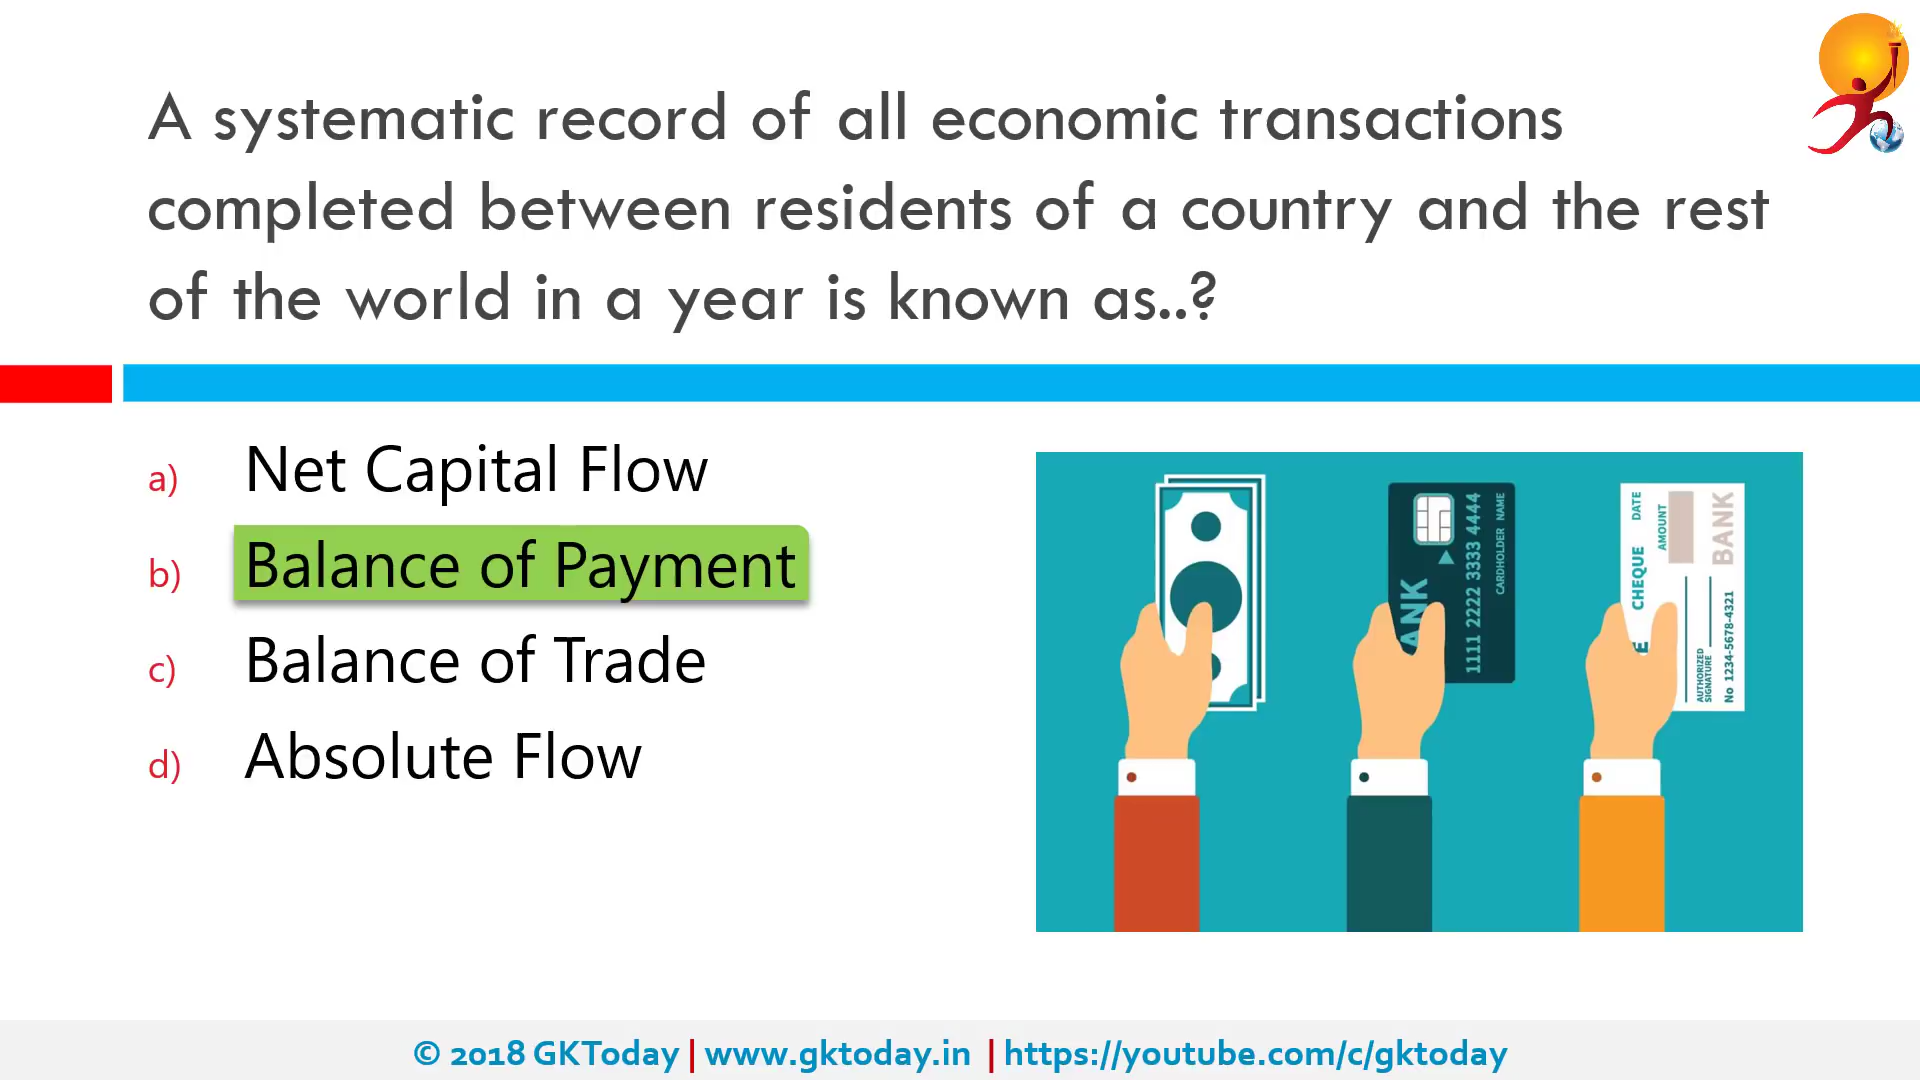 A systematic record of all economic transactions
completed between residents of a country and the rest
of the world in a year is known as..?
a) Net Capital Flow
b) Balance of Payment
c) Balance of Trade
d) Absolute Flow
ANK
1111 2222 3333 4444
CARDHOLDER NAME
E CHEQUE DATE
AMOUNT
BANK
AUTHORIZED
SIGNATURE
No 1234-5678-4321
© 2018 GKToday | www.gktoday.in | https://youtube.com/c/gktoday